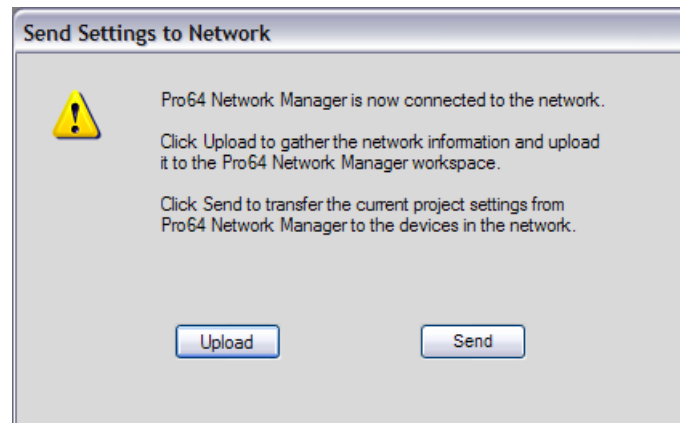 Send Settings to Network
Pro64 Network Manager is now connected to the network.
Click Upload to gather the network information and upload
it to the Pro64 Network Manager workspace.
Click Send to transfer the current project settings from
Pro64 Network Manager to the devices in the network.
Upload
Send